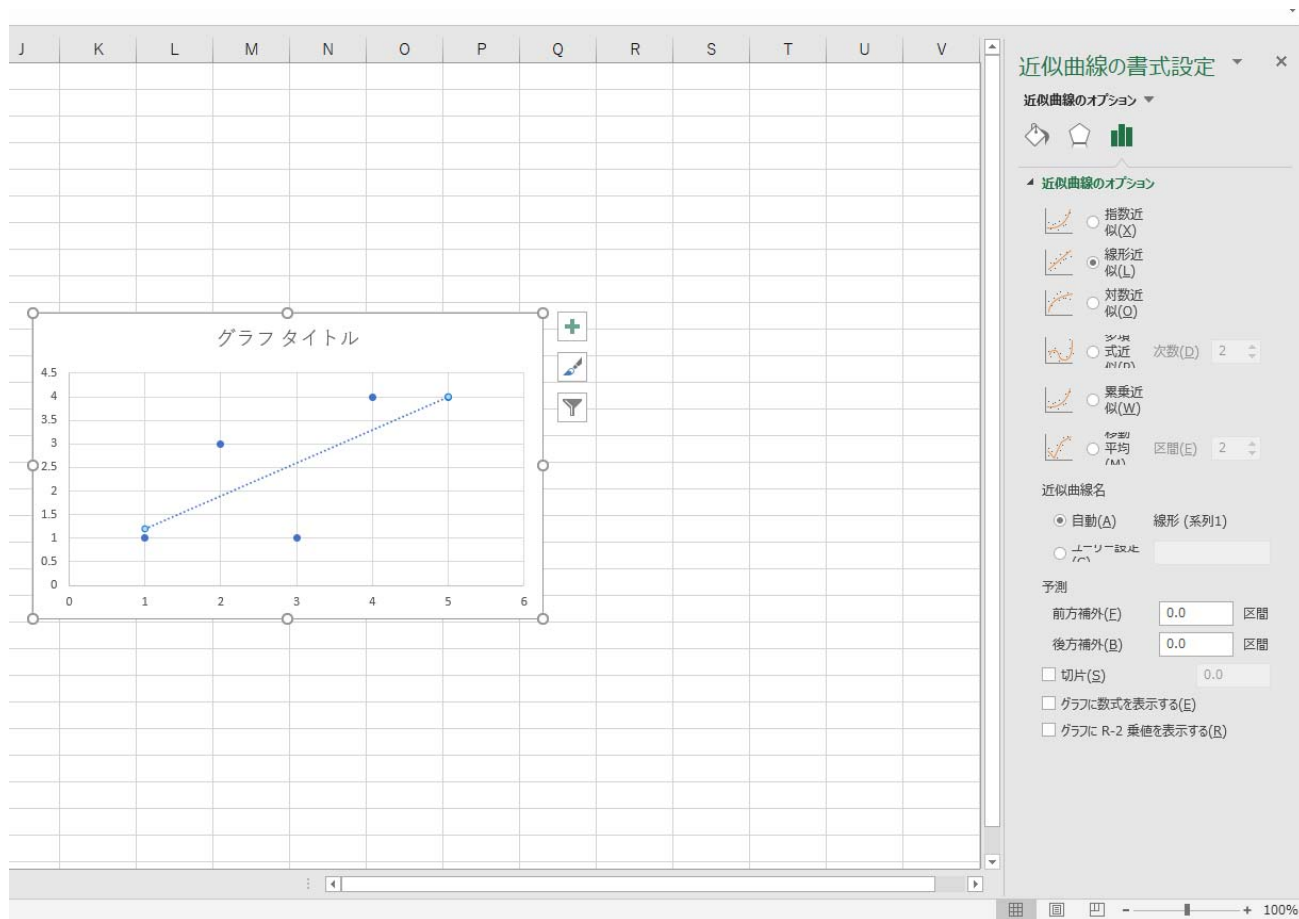 J K L M N O P Q R S T U V
近似曲線の書式設定
近似曲線のオプション
近似曲線のオプション
指数近
似(X)
線形近
似(L)
対数近
似(O)
式近 次数(D) 2
累乗近
似(W)
平均 区間(E) 2
(M)
近似曲線名
自動(A) 線形 (系列1)
予測
前方補外(F) 0.0 区間
後方補外(B) 0.0 区間
切片(S) 0.0
グラフに数式を表示する(E)
グラフに R-2 乗値を表示する(R)
グラフ タイトル
4.5
4
3.5
3
2.5
2
1.5
1
0.5
0
0 1 2 3 4 5 6
100%